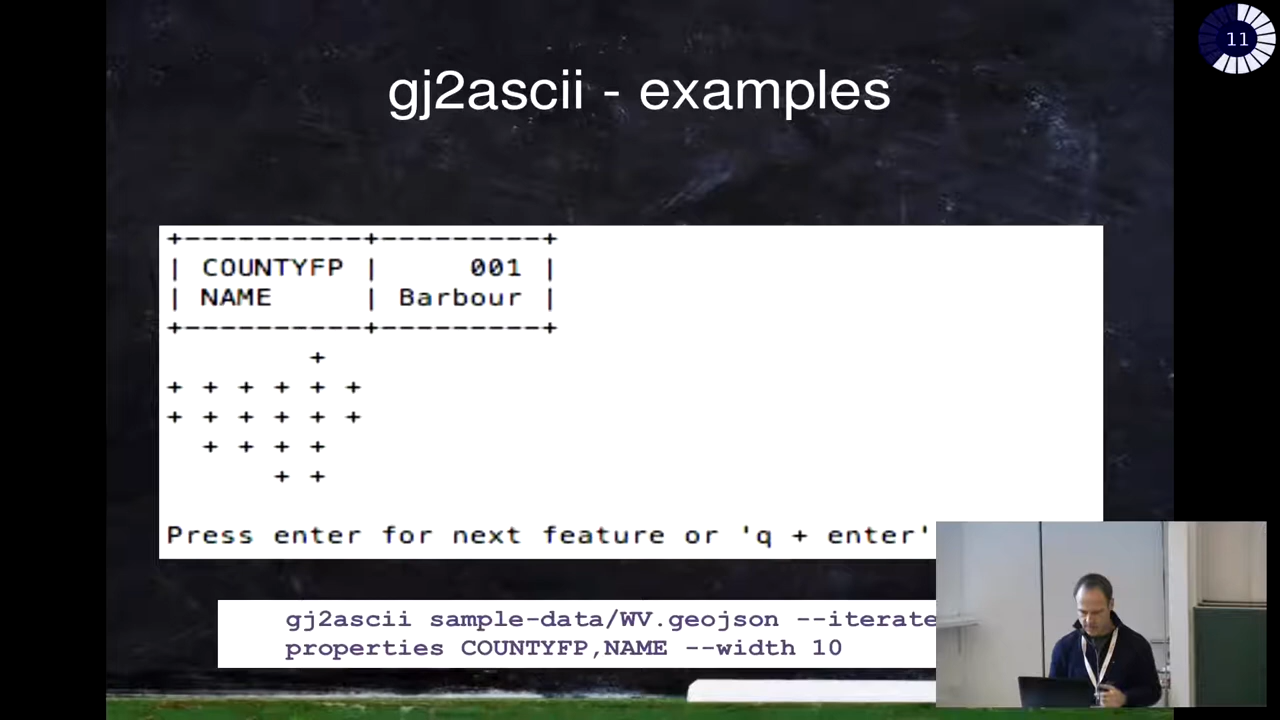 11
gj2ascii - examples
+----------+---------+
| COUNTYFP |     001 |
| NAME     | Barbour |
+----------+---------+
        +
+ + + + + +
+ + + + + +
  + + + +
      + +
Press enter for next feature or 'q + enter'
gj2ascii sample-data/WV.geojson --iterate
properties COUNTYFP,NAME --width 10